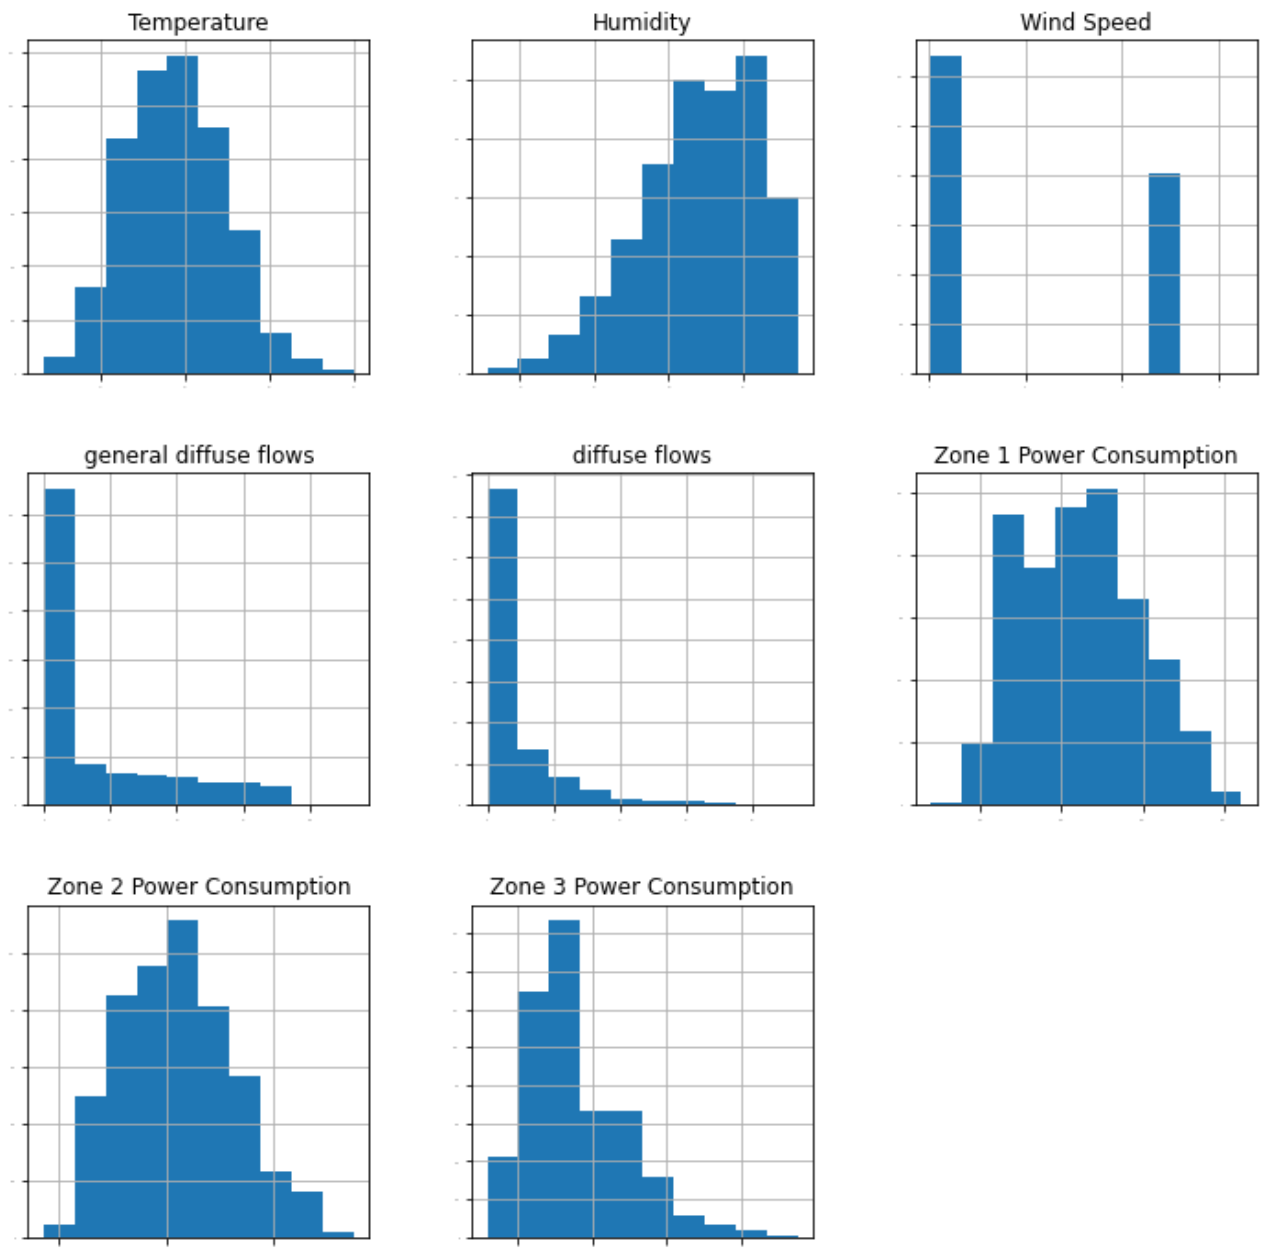 Temperature
Humidity
Wind Speed
general diffuse flows
diffuse flows
Zone 1 Power Consumption
Zone 2 Power Consumption
Zone 3 Power Consumption